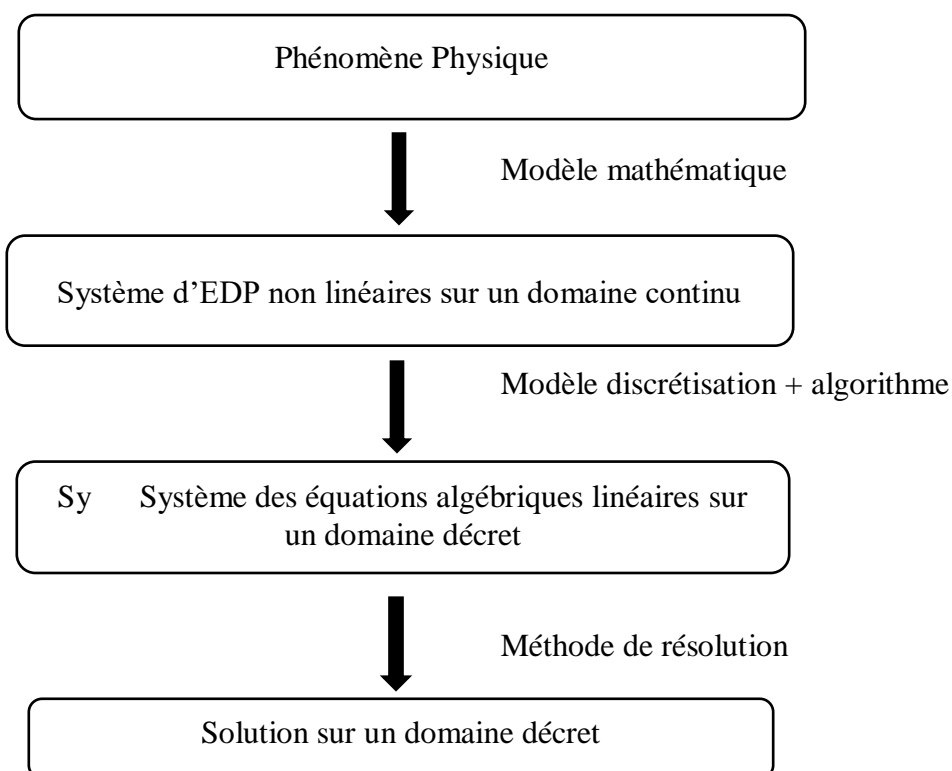 Phénomène Physique
Modèle mathématique
Système d’EDP non linéaires sur un domaine continu
Modèle discrétisation + algorithme
Sy Système des équations algébriques linéaires sur
un domaine décret
Méthode de résolution
Solution sur un domaine décret